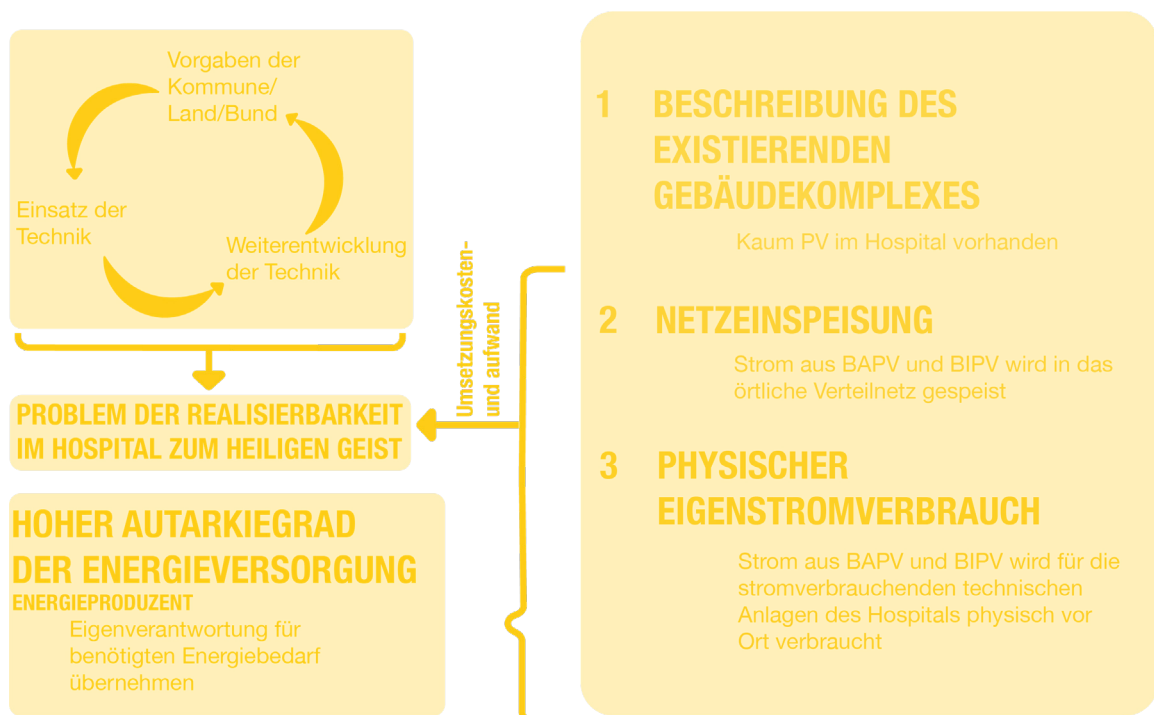 Vorgaben der
Kommune/
Land/Bund
Einsatz der
Technik
Weiterentwicklung
der Technik
PROBLEM DER REALISIERBARKEIT
IM HOSPITAL ZUM HEILIGEN GEIST
HOHER AUTARKIEGRAD
DER ENERGIEVERSORGUNG
ENERGIEPRODUZENT
Eigenverantwortung für
benötigten Energiebedarf
übernehmen
Umsetzungskosten-
und aufwand
1 BESCHREIBUNG DES
EXISTIERENDEN
GEBÄUDEKOMPLEXES
Kaum PV im Hospital vorhanden
2 NETZEINSPEISUNG
Strom aus BAPV und BIPV wird in das
örtliche Verteilnetz gespeist
3 PHYSISCHER
EIGENSTROMVERBRAUCH
Strom aus BAPV und BIPV wird für die
stromverbrauchenden technischen
Anlagen des Hospitals physisch vor
Ort verbraucht